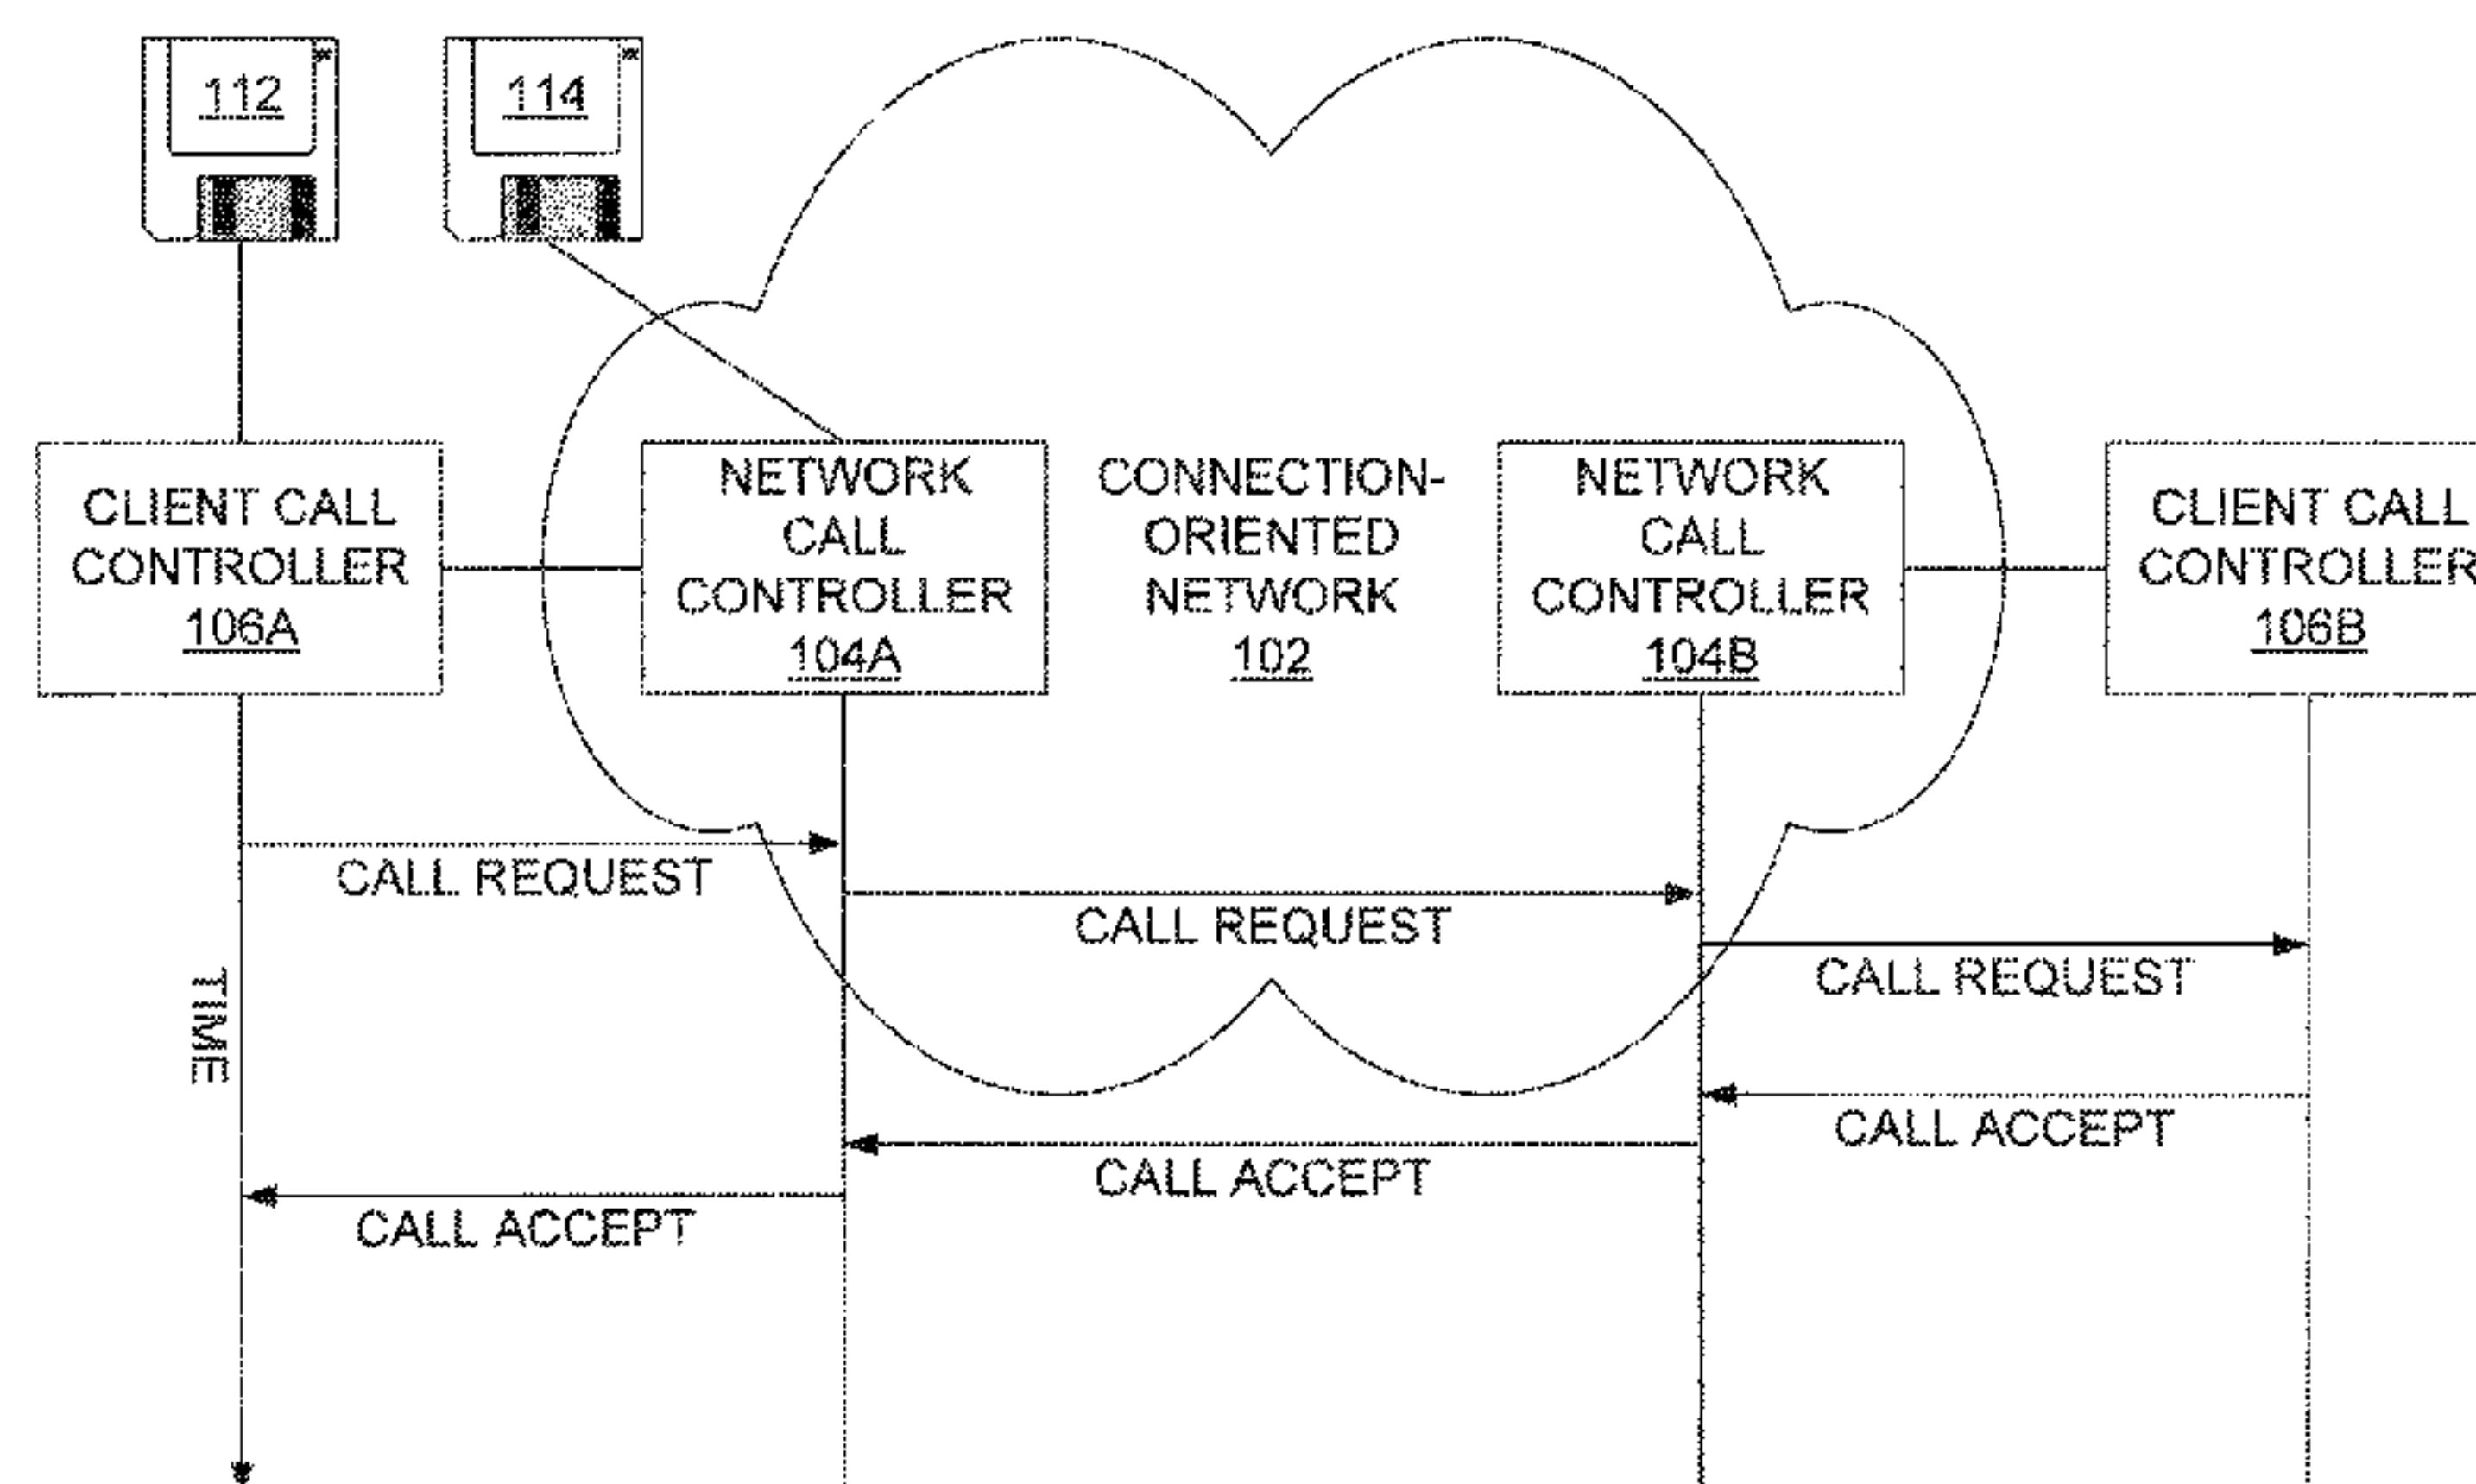 112
114
CLIENT CALL
CONTROLLER
106A
NETWORK
CALL
CONTROLLER
104A
CONNECTION-
ORIENTED
NETWORK
102
NETWORK
CALL
CONTROLLER
104B
CLIENT CALL
CONTROLLER
106B
CALL REQUEST
CALL REQUEST
CALL REQUEST
TIME
CALL ACCEPT
CALL ACCEPT
CALL ACCEPT